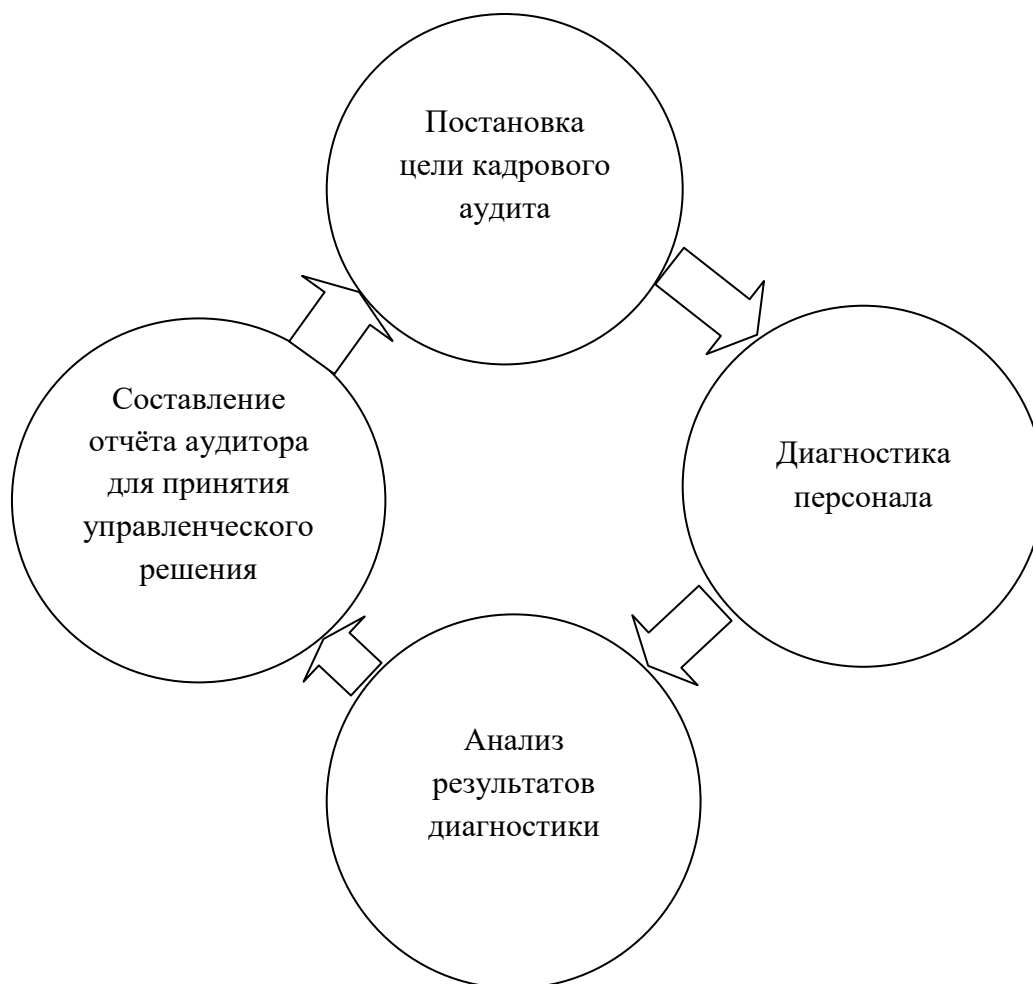 Постановка
цели кадрового
аудита
Диагностика
персонала
Анализ
результатов
диагностики
Составление
отчёта аудитора
для принятия
управленческого
решения